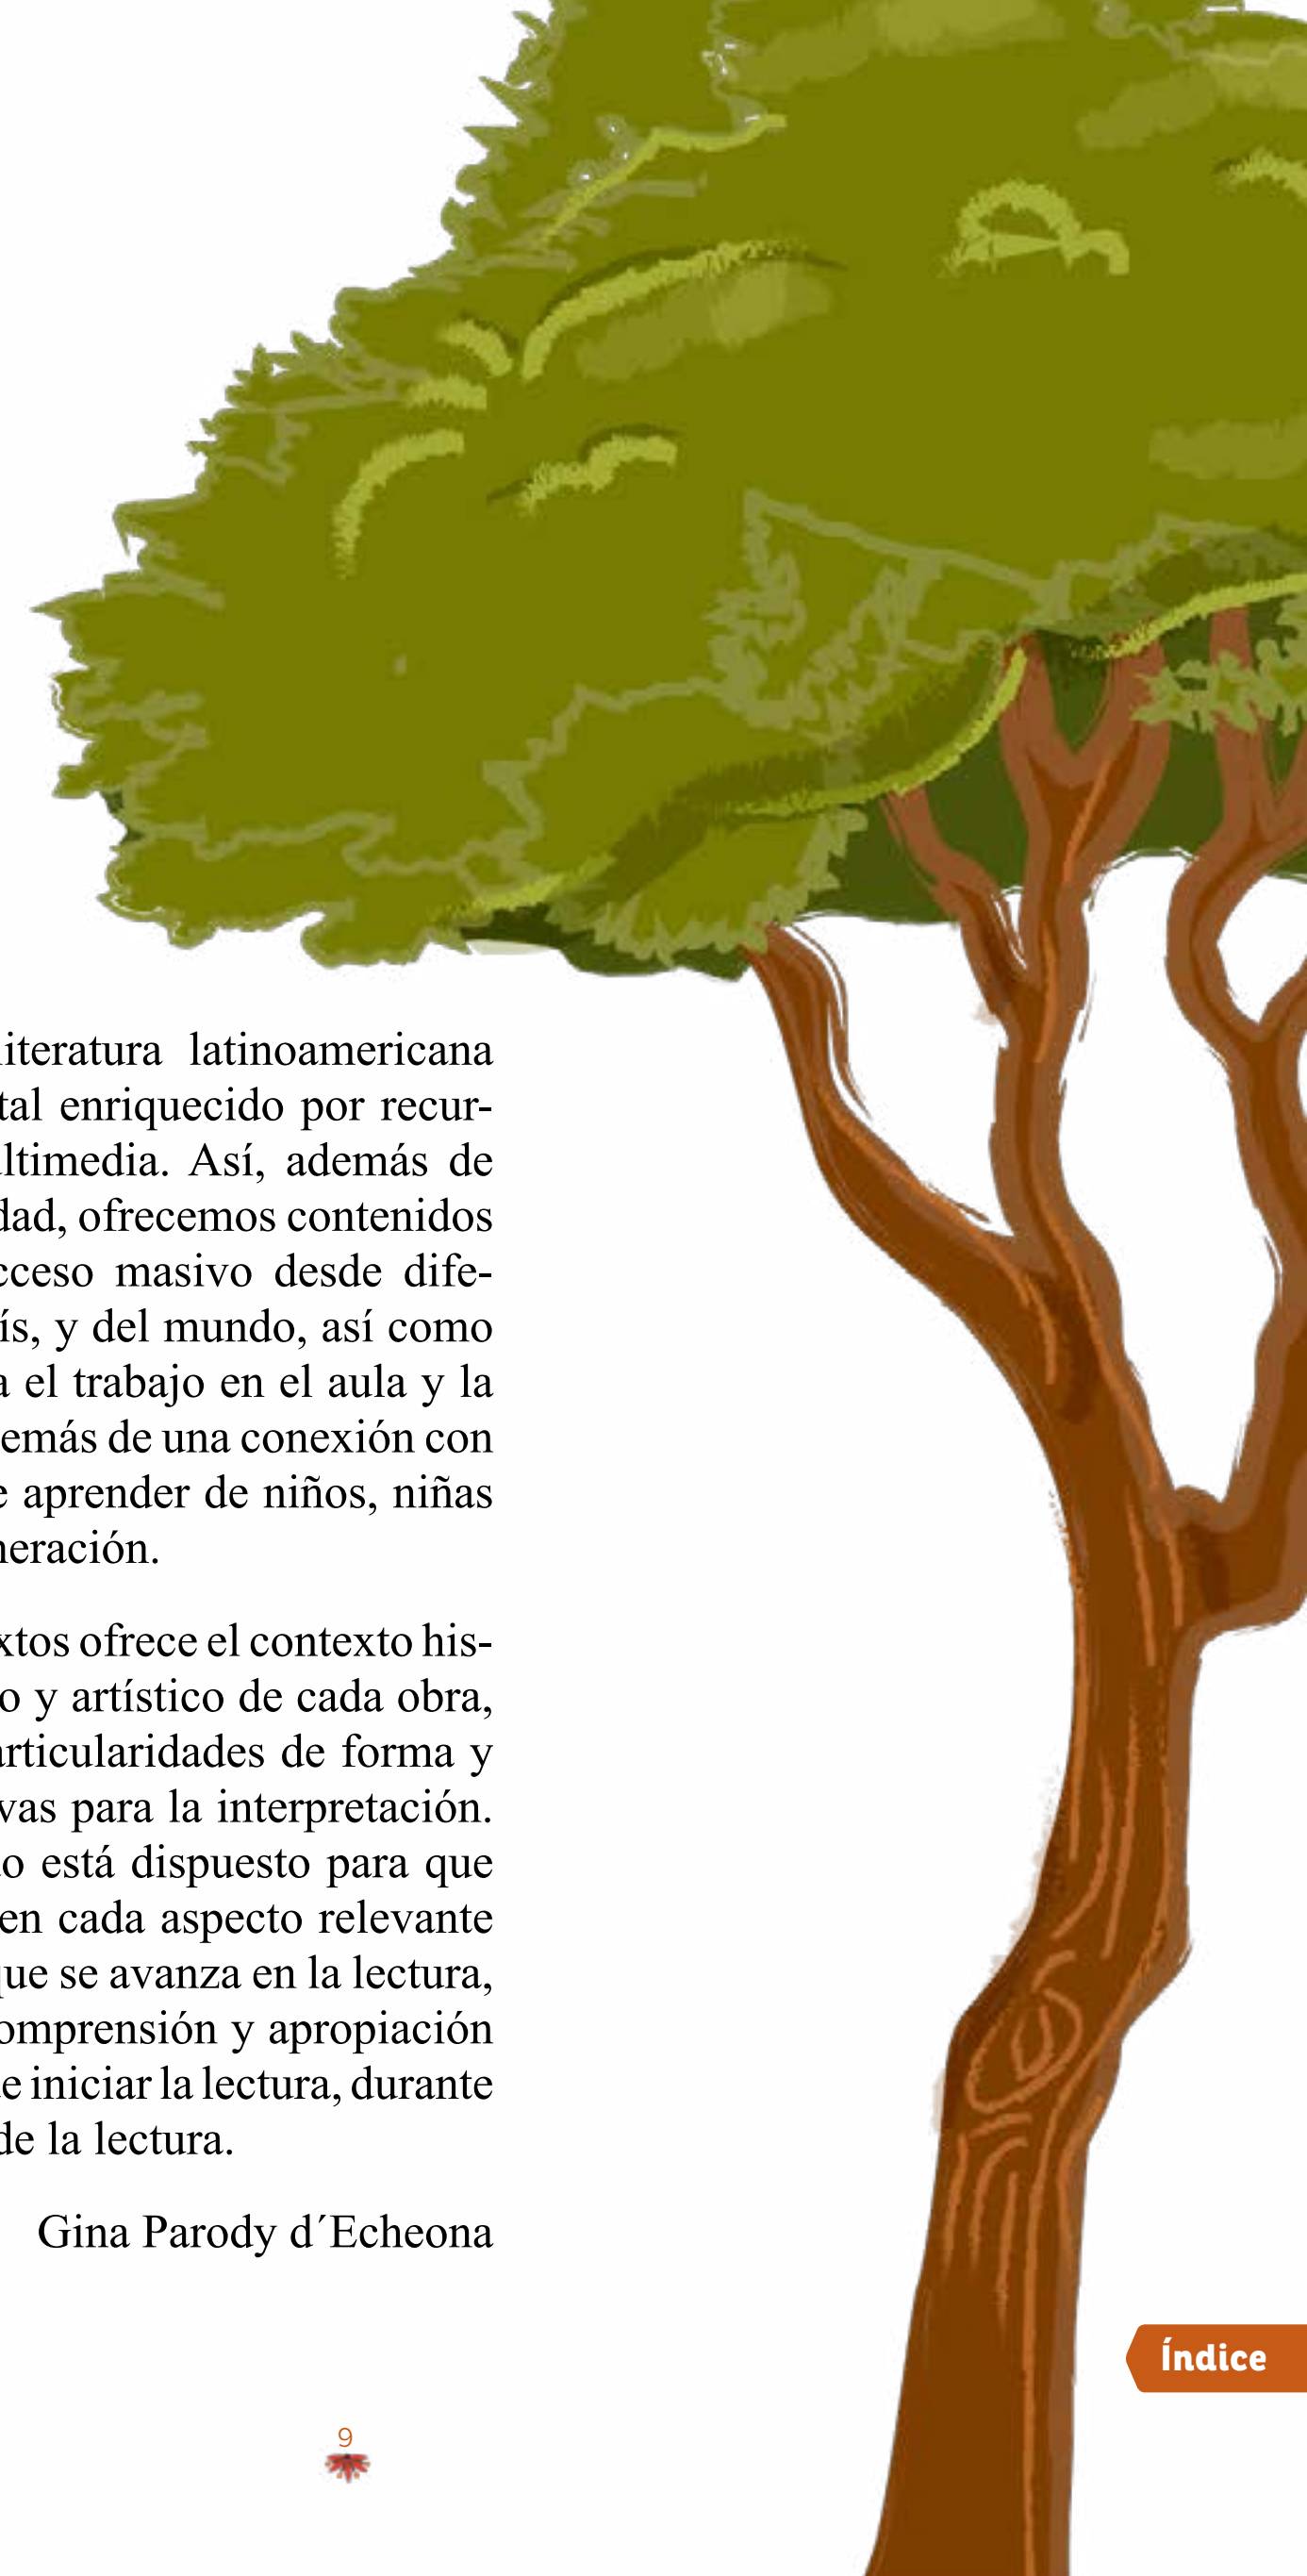 literatura latinoamericana
tal enriquecido por recur-
ultimedia. Así, además de
dad, ofrecemos contenidos
cceso masivo desde dife-
ís, y del mundo, así como
a el trabajo en el aula y la
emás de una conexión con
e aprender de niños, niñas
neración.
xtos ofrece el contexto his-
o y artístico de cada obra,
articularidades de forma y
vas para la interpretación.
o está dispuesto para que
en cada aspecto relevante
que se avanza en la lectura,
omprensión y apropiación
e iniciar la lectura, durante
de la lectura.
Gina Parody d´Echeona
Índice
9